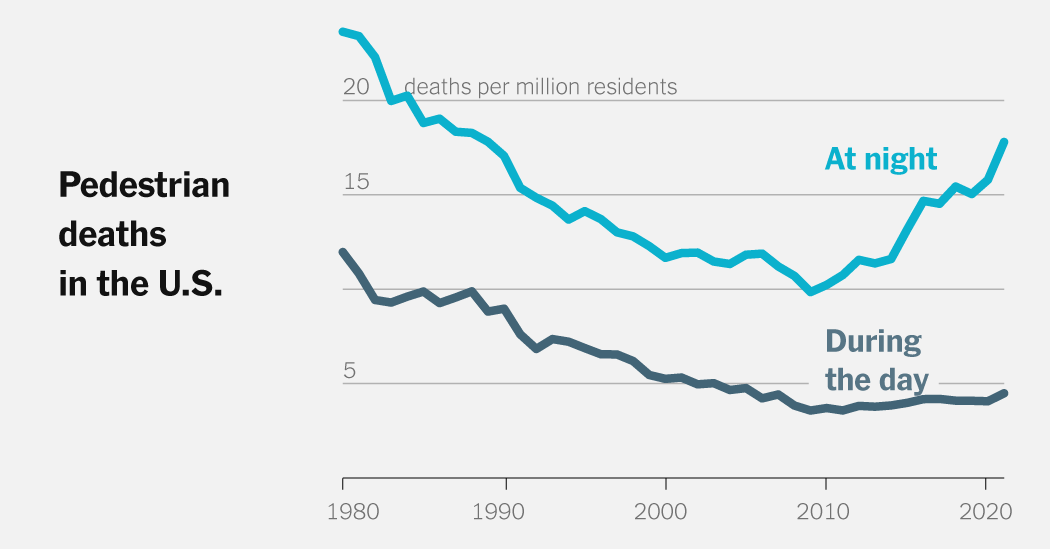 Pedestrian
deaths
in the U.S.
20 deaths per million residents
At night
15
During
the day
5
1980 1990 2000 2010 2020